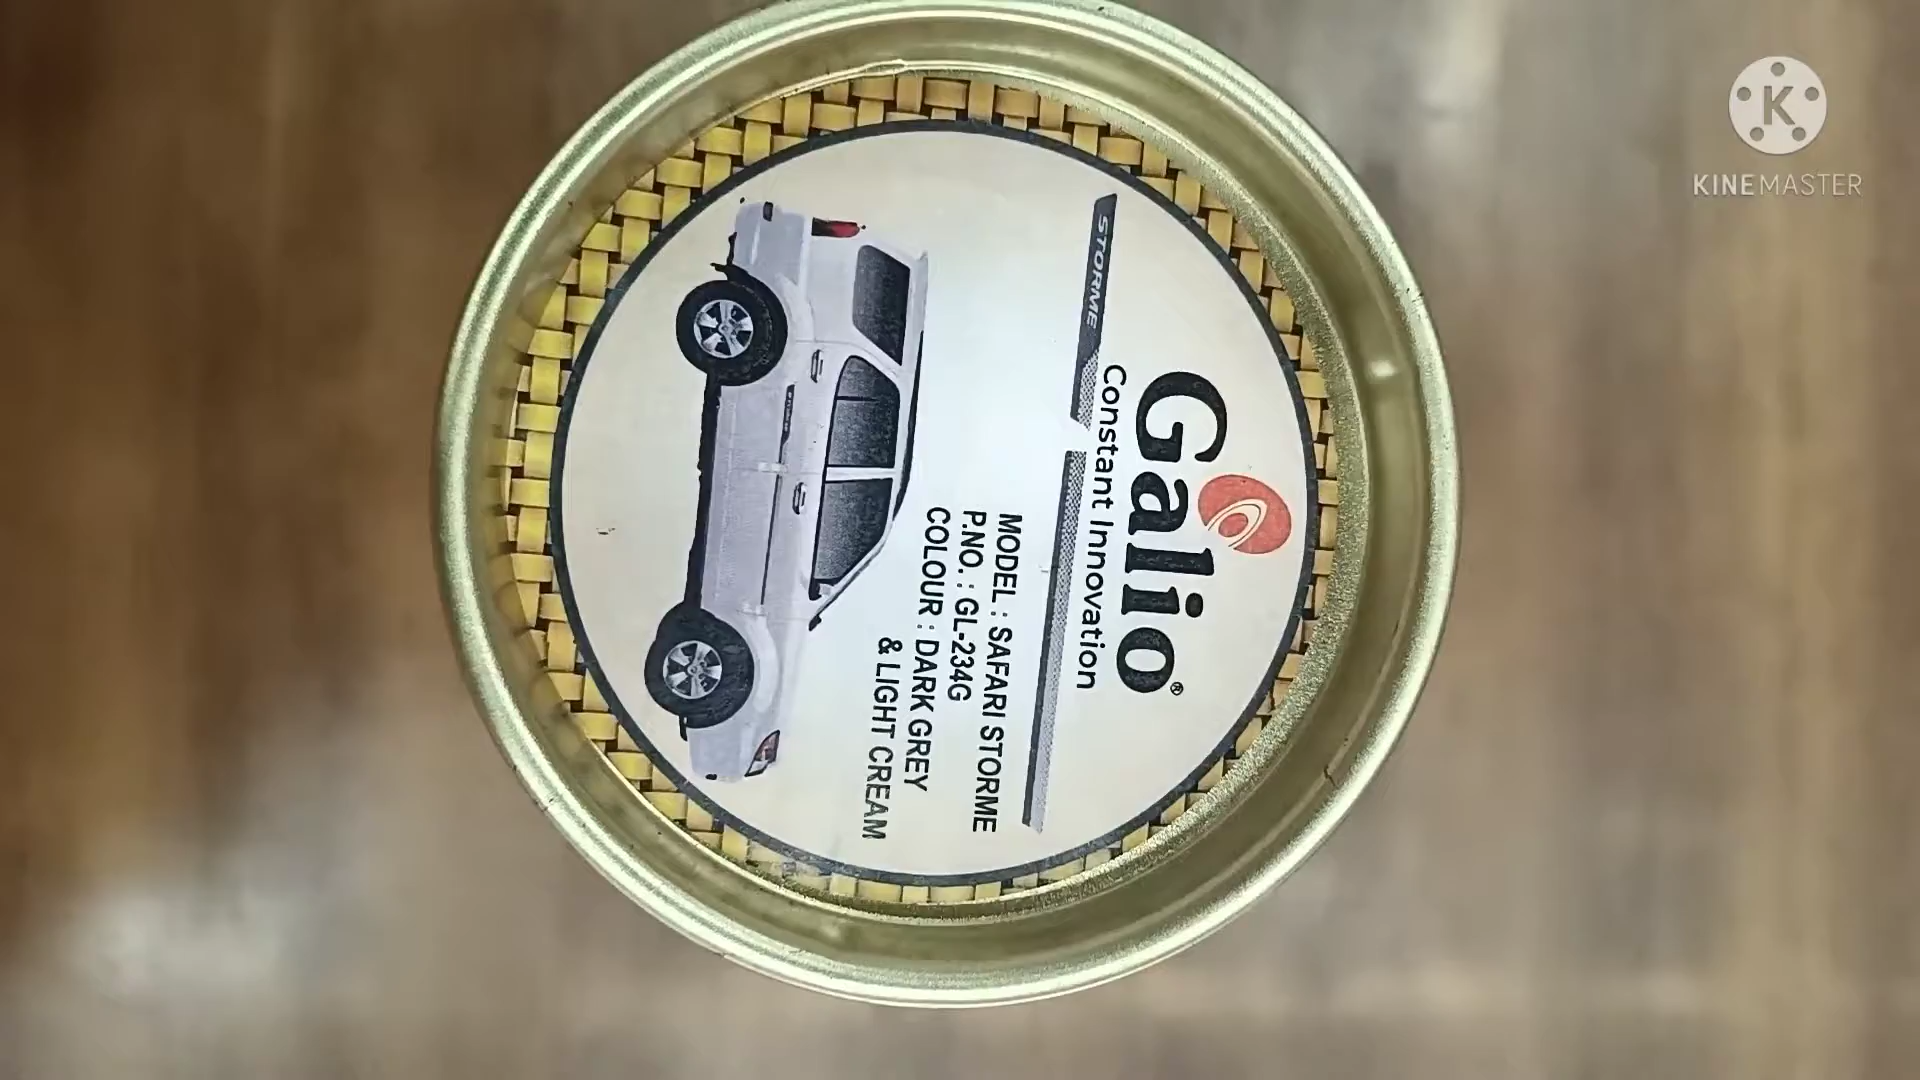 Galio®
Constant Innovation
STORME
MODEL : SAFARI STORME
P.NO. : GL-234G
COLOUR : DARK GREY
& LIGHT CREAM
K
KINEMASTER